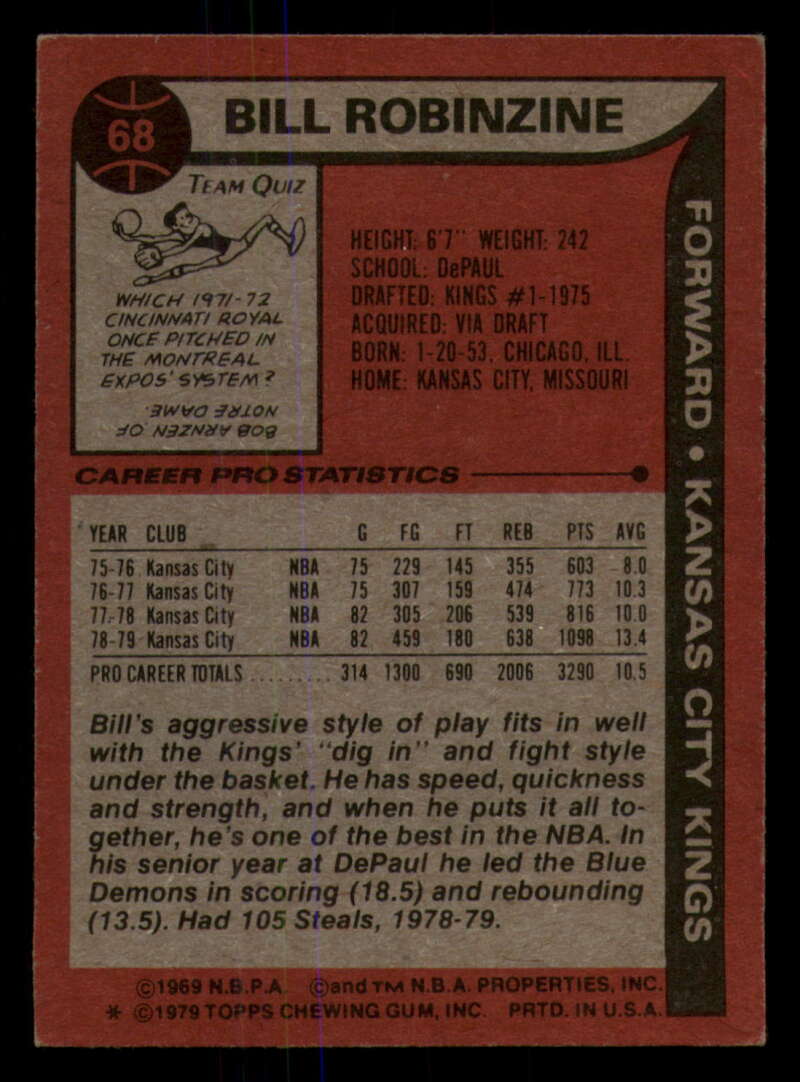 68
BILL ROBINZINE
TEAM QUIZ
WHICH 1971-72
CINCINNATI ROYAL
ONCE PITCHED IN
THE MONTREAL
EXPOS' SYSTEM?
BOB ARNZEN OF
NOTRE DAME.
HEIGHT: 6'7" WEIGHT: 242
SCHOOL: DePAUL
DRAFTED: KINGS #1-1975
ACQUIRED: VIA DRAFT
BORN: 1-20-53, CHICAGO, ILL.
HOME: KANSAS CITY, MISSOURI
FORWARD • KANSAS CITY KINGS
CAREER PRO STATISTICS
YEAR CLUB G FG FT REB PTS AVG
75-76 Kansas City NBA 75 229 145 355 603 8.0
76-77 Kansas City NBA 75 307 159 474 773 10.3
77-78 Kansas City NBA 82 305 206 539 816 10.0
78-79 Kansas City NBA 82 459 180 638 1098 13.4
PRO CAREER TOTALS ......... 314 1300 690 2006 3290 10.5
Bill's aggressive style of play fits in well
with the Kings' "dig in" and fight style
under the basket. He has speed, quickness
and strength, and when he puts it all to-
gether, he's one of the best in the NBA. In
his senior year at DePaul he led the Blue
Demons in scoring (18.5) and rebounding
(13.5). Had 105 Steals, 1978-79.
©1969 N.B.P.A. ©and TM N.B.A. PROPERTIES, INC.
* ©1979 TOPPS CHEWING GUM, INC. PRTD. IN U.S.A.